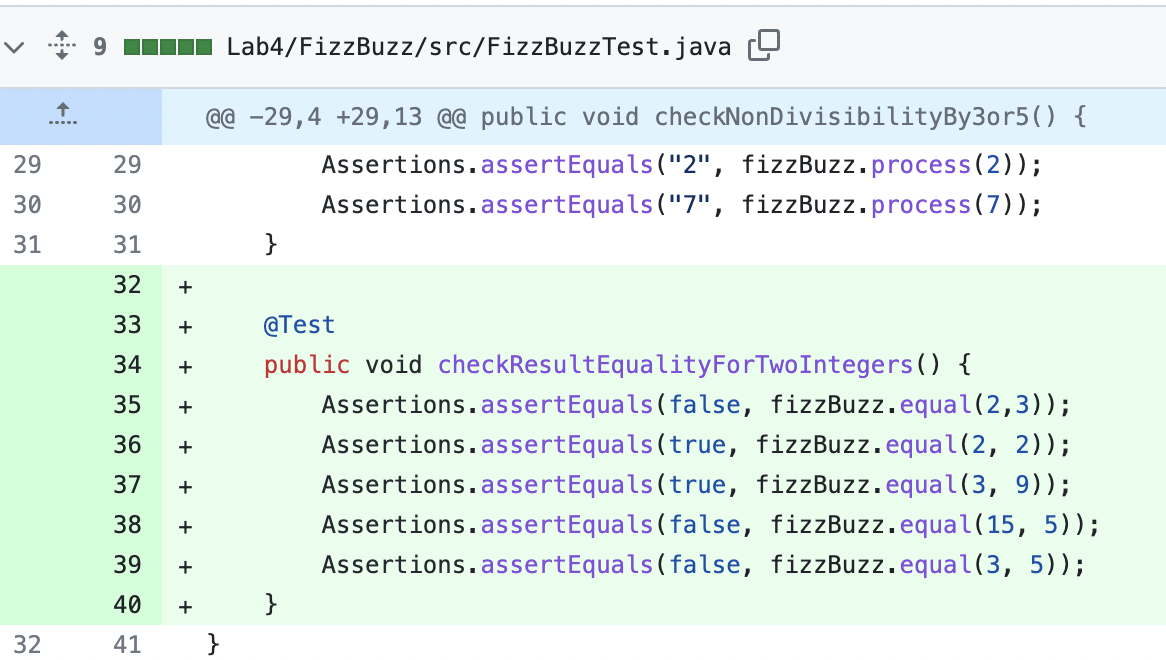 9 Lab4/FizzBuzz/src/FizzBuzzTest.java
@@ -29,4 +29,13 @@ public void checkNonDivisibilityBy3or5() {
29 29 Assertions.assertEquals("2", fizzBuzz.process(2));
30 30 Assertions.assertEquals("7", fizzBuzz.process(7));
31 31 }
32 +
33 + @Test
34 + public void checkResultEqualityForTwoIntegers() {
35 + Assertions.assertEquals(false, fizzBuzz.equal(2,3));
36 + Assertions.assertEquals(true, fizzBuzz.equal(2, 2));
37 + Assertions.assertEquals(true, fizzBuzz.equal(3, 9));
38 + Assertions.assertEquals(false, fizzBuzz.equal(15, 5));
39 + Assertions.assertEquals(false, fizzBuzz.equal(3, 5));
40 + }
32 41 }